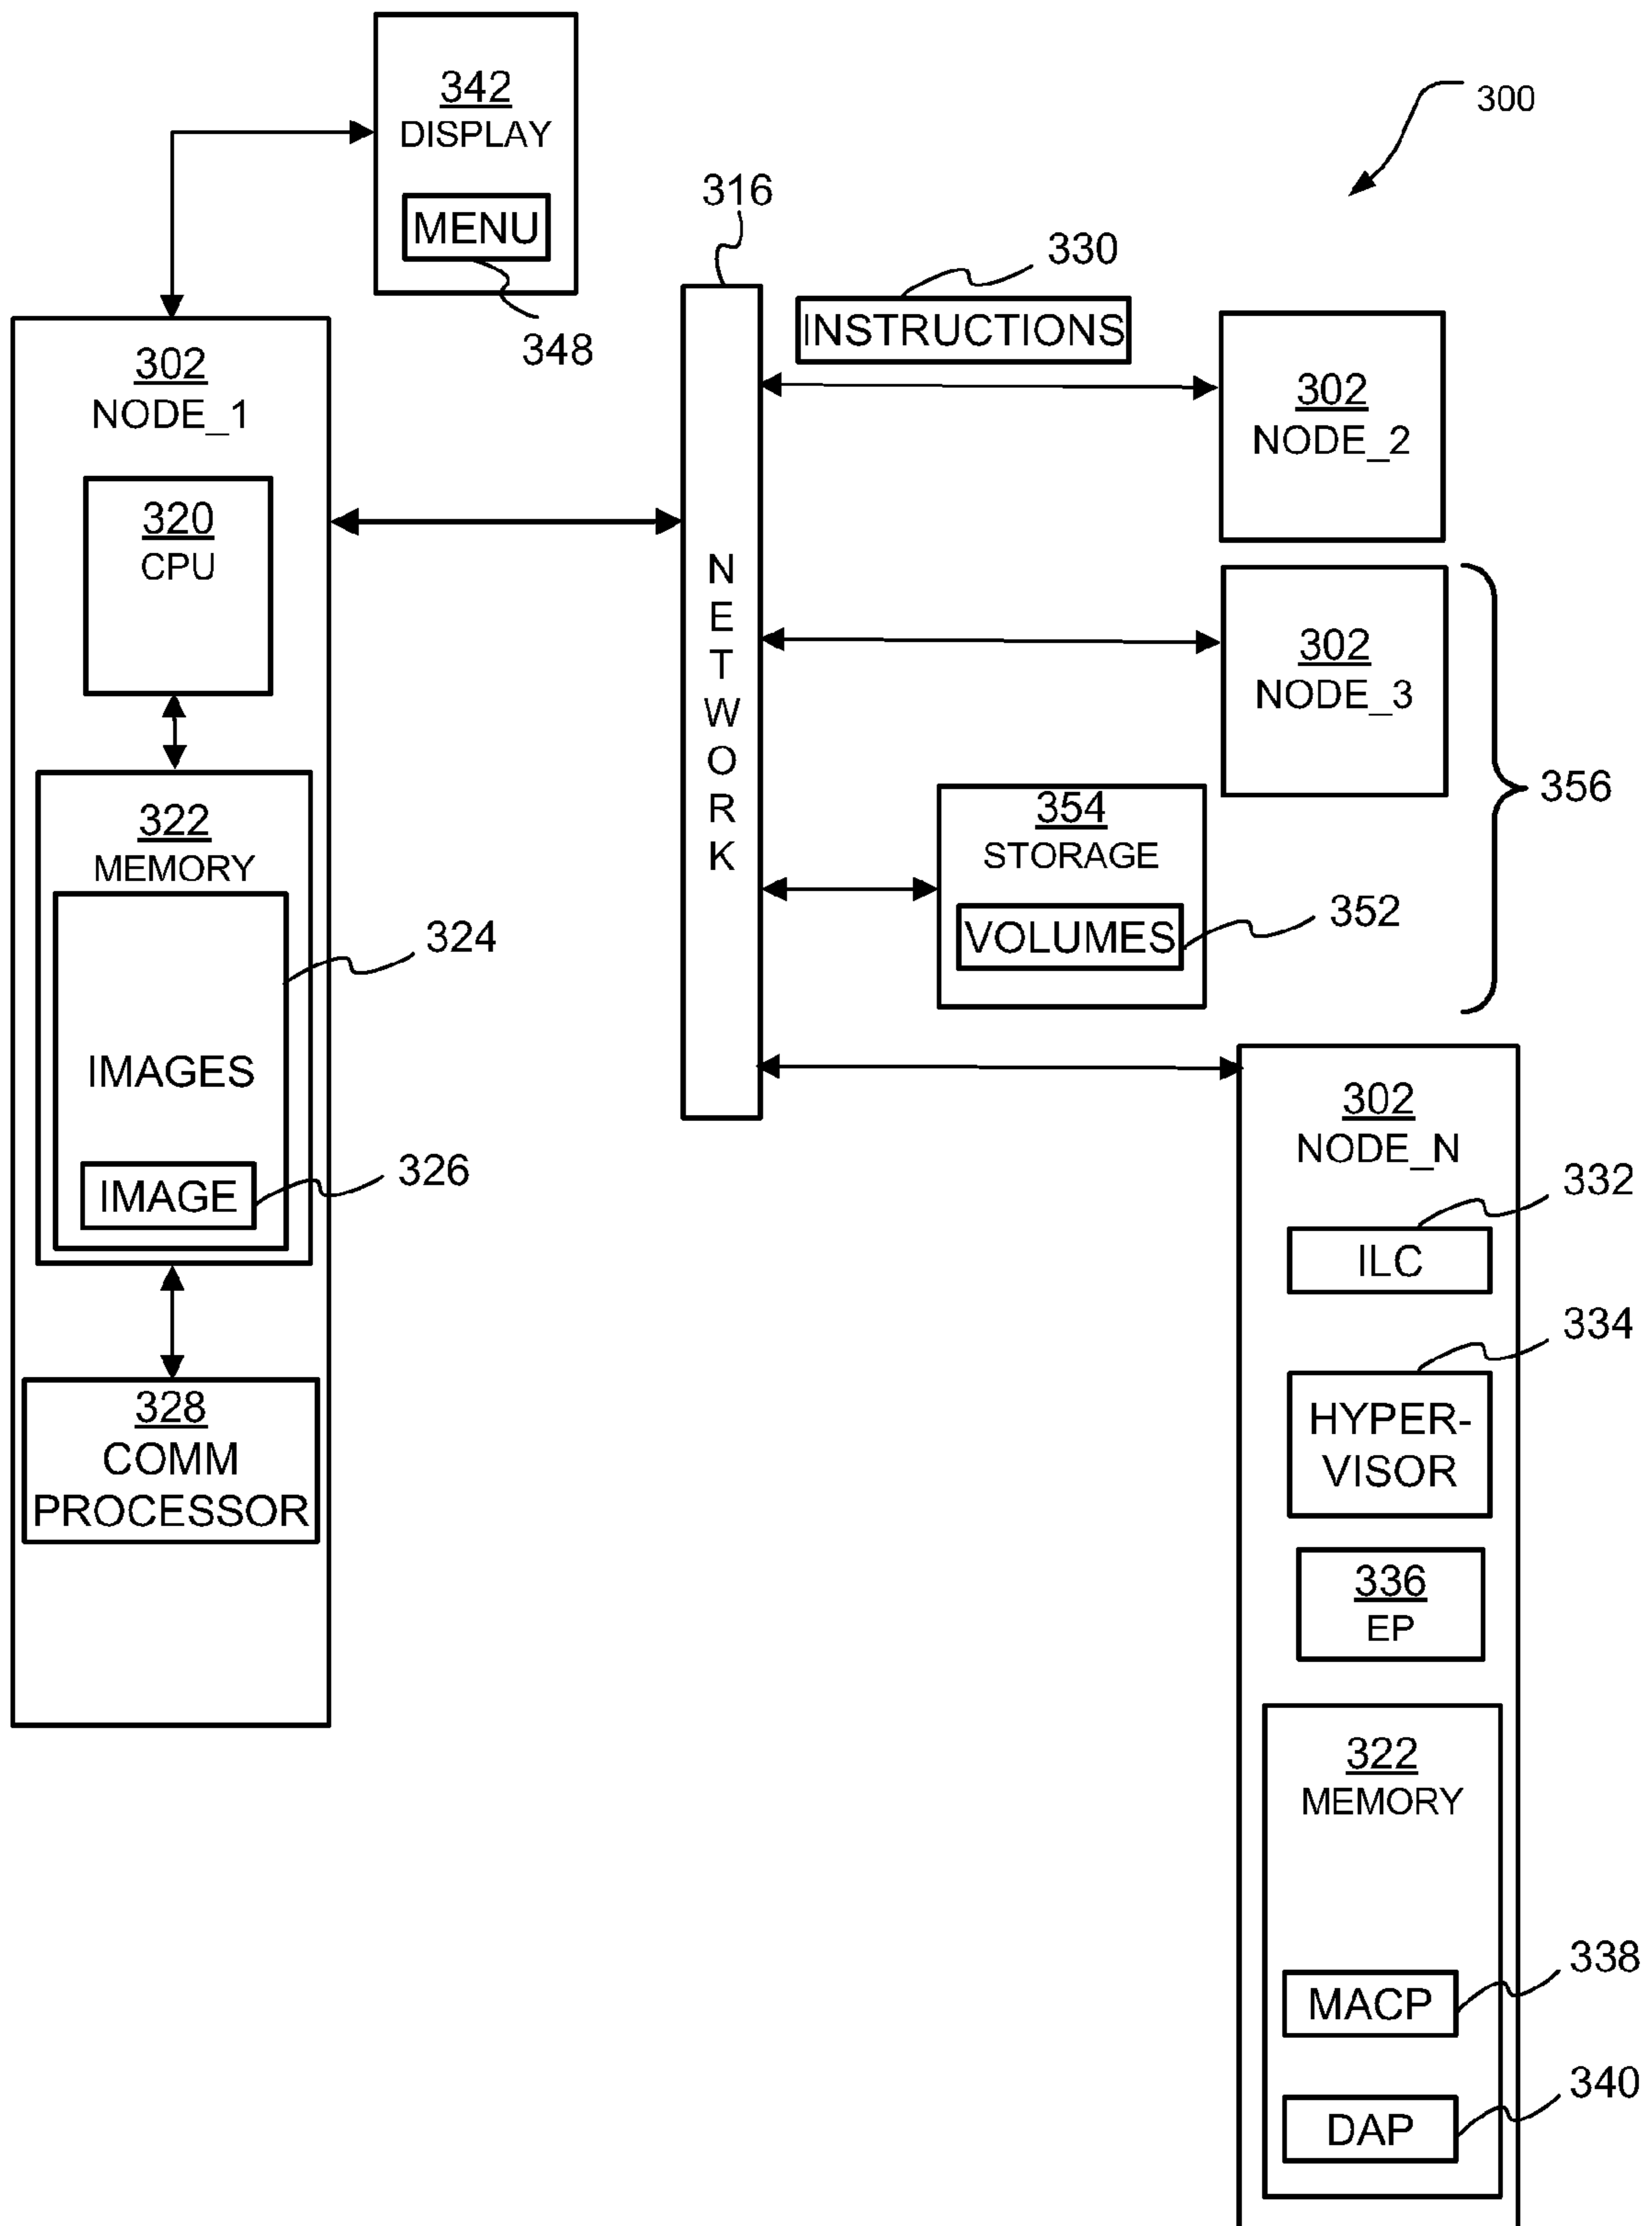 342
DISPLAY
MENU
348
300
316
NETWORK
330
INSTRUCTIONS
302
NODE_1
320
CPU
322
MEMORY
324
IMAGES
326
IMAGE
328
COMM
PROCESSOR
302
NODE_2
302
NODE_3
356
354
STORAGE
VOLUMES
352
302
NODE_N
332
ILC
334
HYPER-
VISOR
336
EP
322
MEMORY
338
MACP
340
DAP